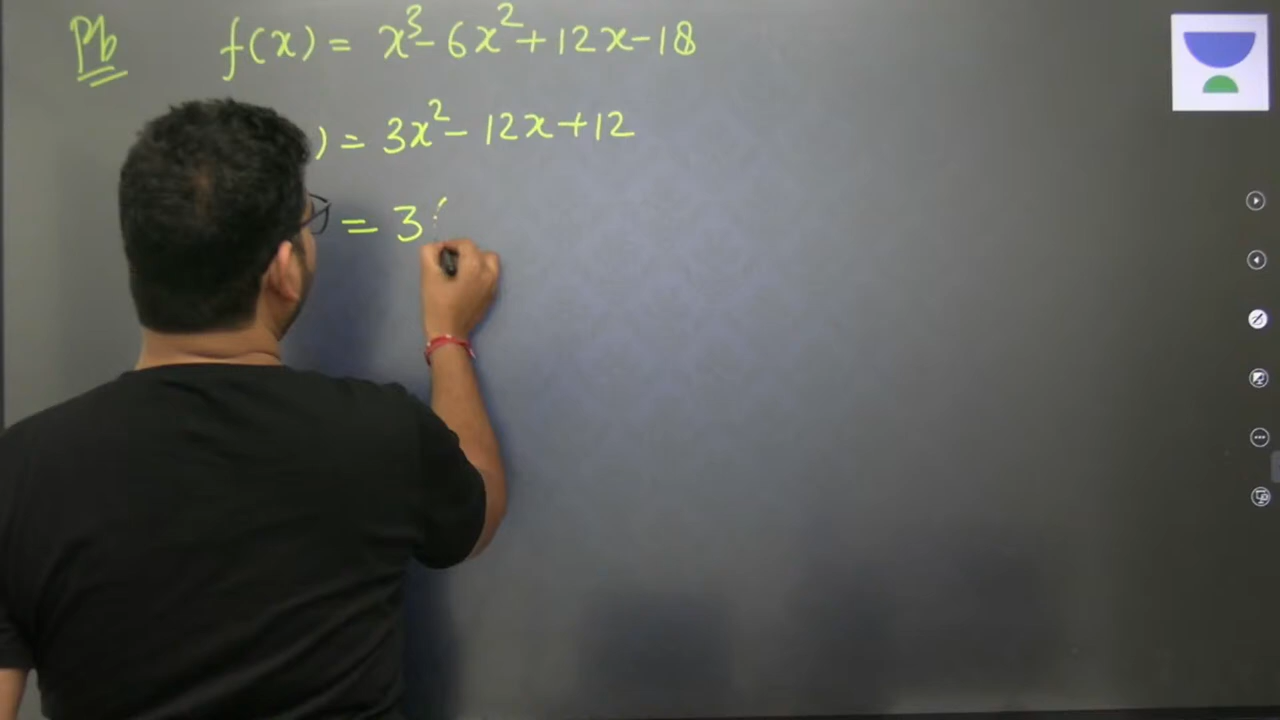 Pb f(x) = x³- 6x²+12x-18
) = 3x²- 12x+12
= 3(